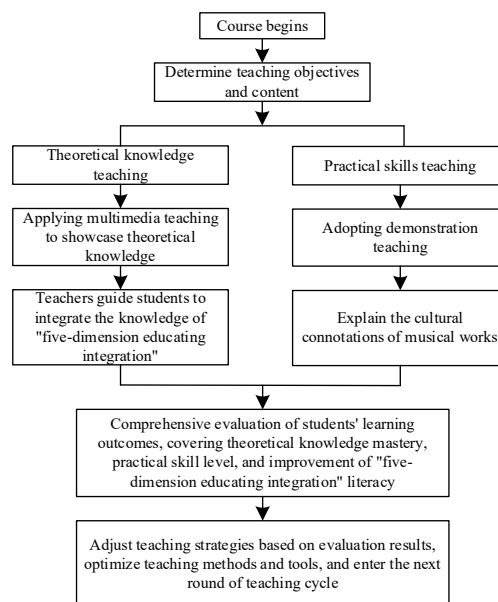 Course begins
Determine teaching objectives
and content
Theoretical knowledge
teaching
Practical skills teaching
Applying multimedia teaching
to showcase theoretical
knowledge
Adopting demonstration
teaching
Teachers guide students to
integrate the knowledge of
"five-dimension educating
integration"
Explain the cultural
connotations of musical works
Comprehensive evaluation of students' learning
outcomes, covering theoretical knowledge mastery,
practical skill level, and improvement of "five-
dimension educating integration" literacy
Adjust teaching strategies based on evaluation results,
optimize teaching methods and tools, and enter the next
round of teaching cycle